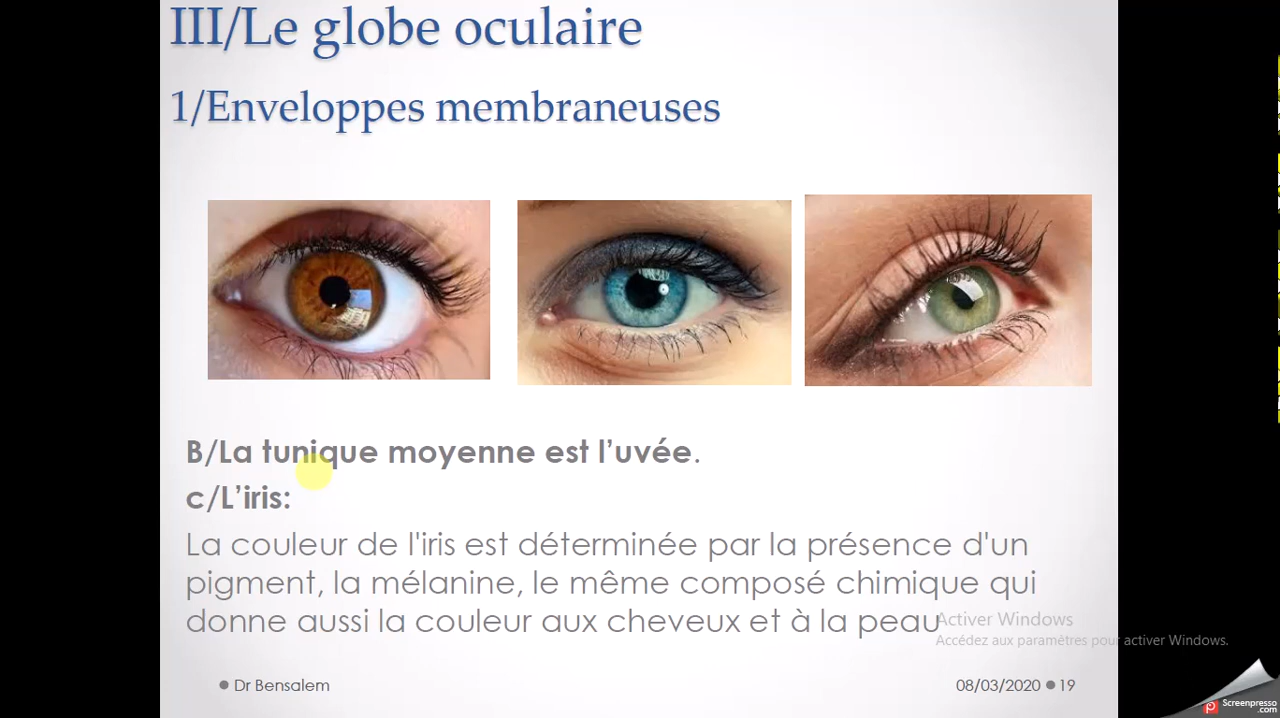 III/Le globe oculaire
1/Enveloppes membraneuses
B/La tunique moyenne est l’uvée.
c/L’iris:
La couleur de l'iris est déterminée par la présence d'un
pigment, la mélanine, le même composé chimique qui
donne aussi la couleur aux cheveux et à la peau
Activer Windows
Accédez aux paramètres pour activer Windows.
Dr Bensalem
08/03/2020 19
Screenpresso
.com